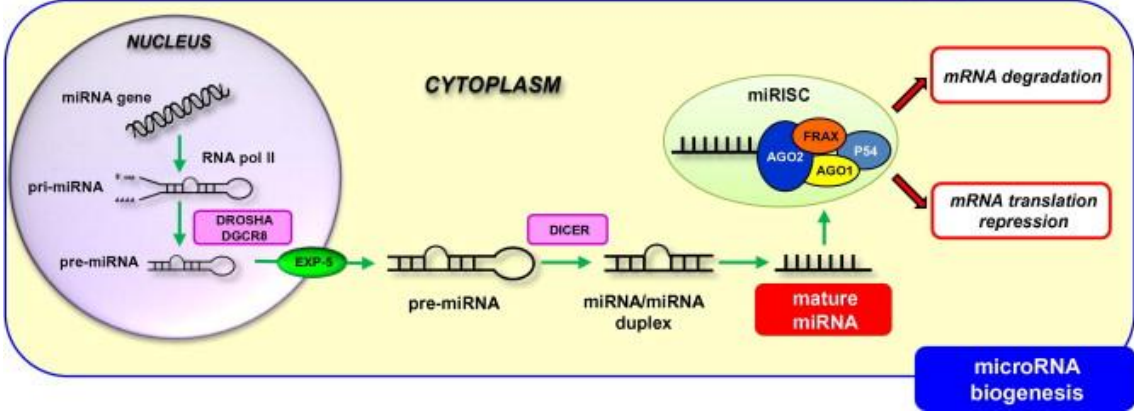 NUCLEUS
miRNA gene
RNA pol II
pri-miRNA
AAAA
DROSHA
DGCR8
pre-miRNA
EXP-5
CYTOPLASM
pre-miRNA
DICER
miRNA/miRNA
duplex
mature
miRNA
miRISC
AGO2
FRAX
AGO1
P54
mRNA degradation
mRNA translation
repression
microRNA
biogenesis